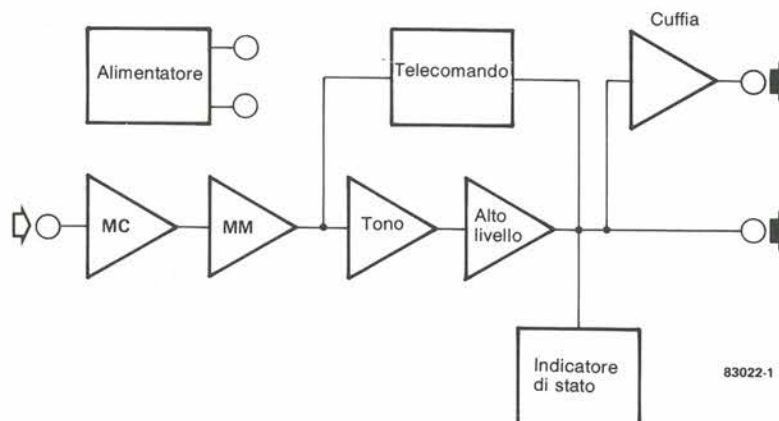 Cuffia
Alimentatore
Telecomando
MC
MM
Tono
Alto
livello
Indicatore
di stato
83022-1